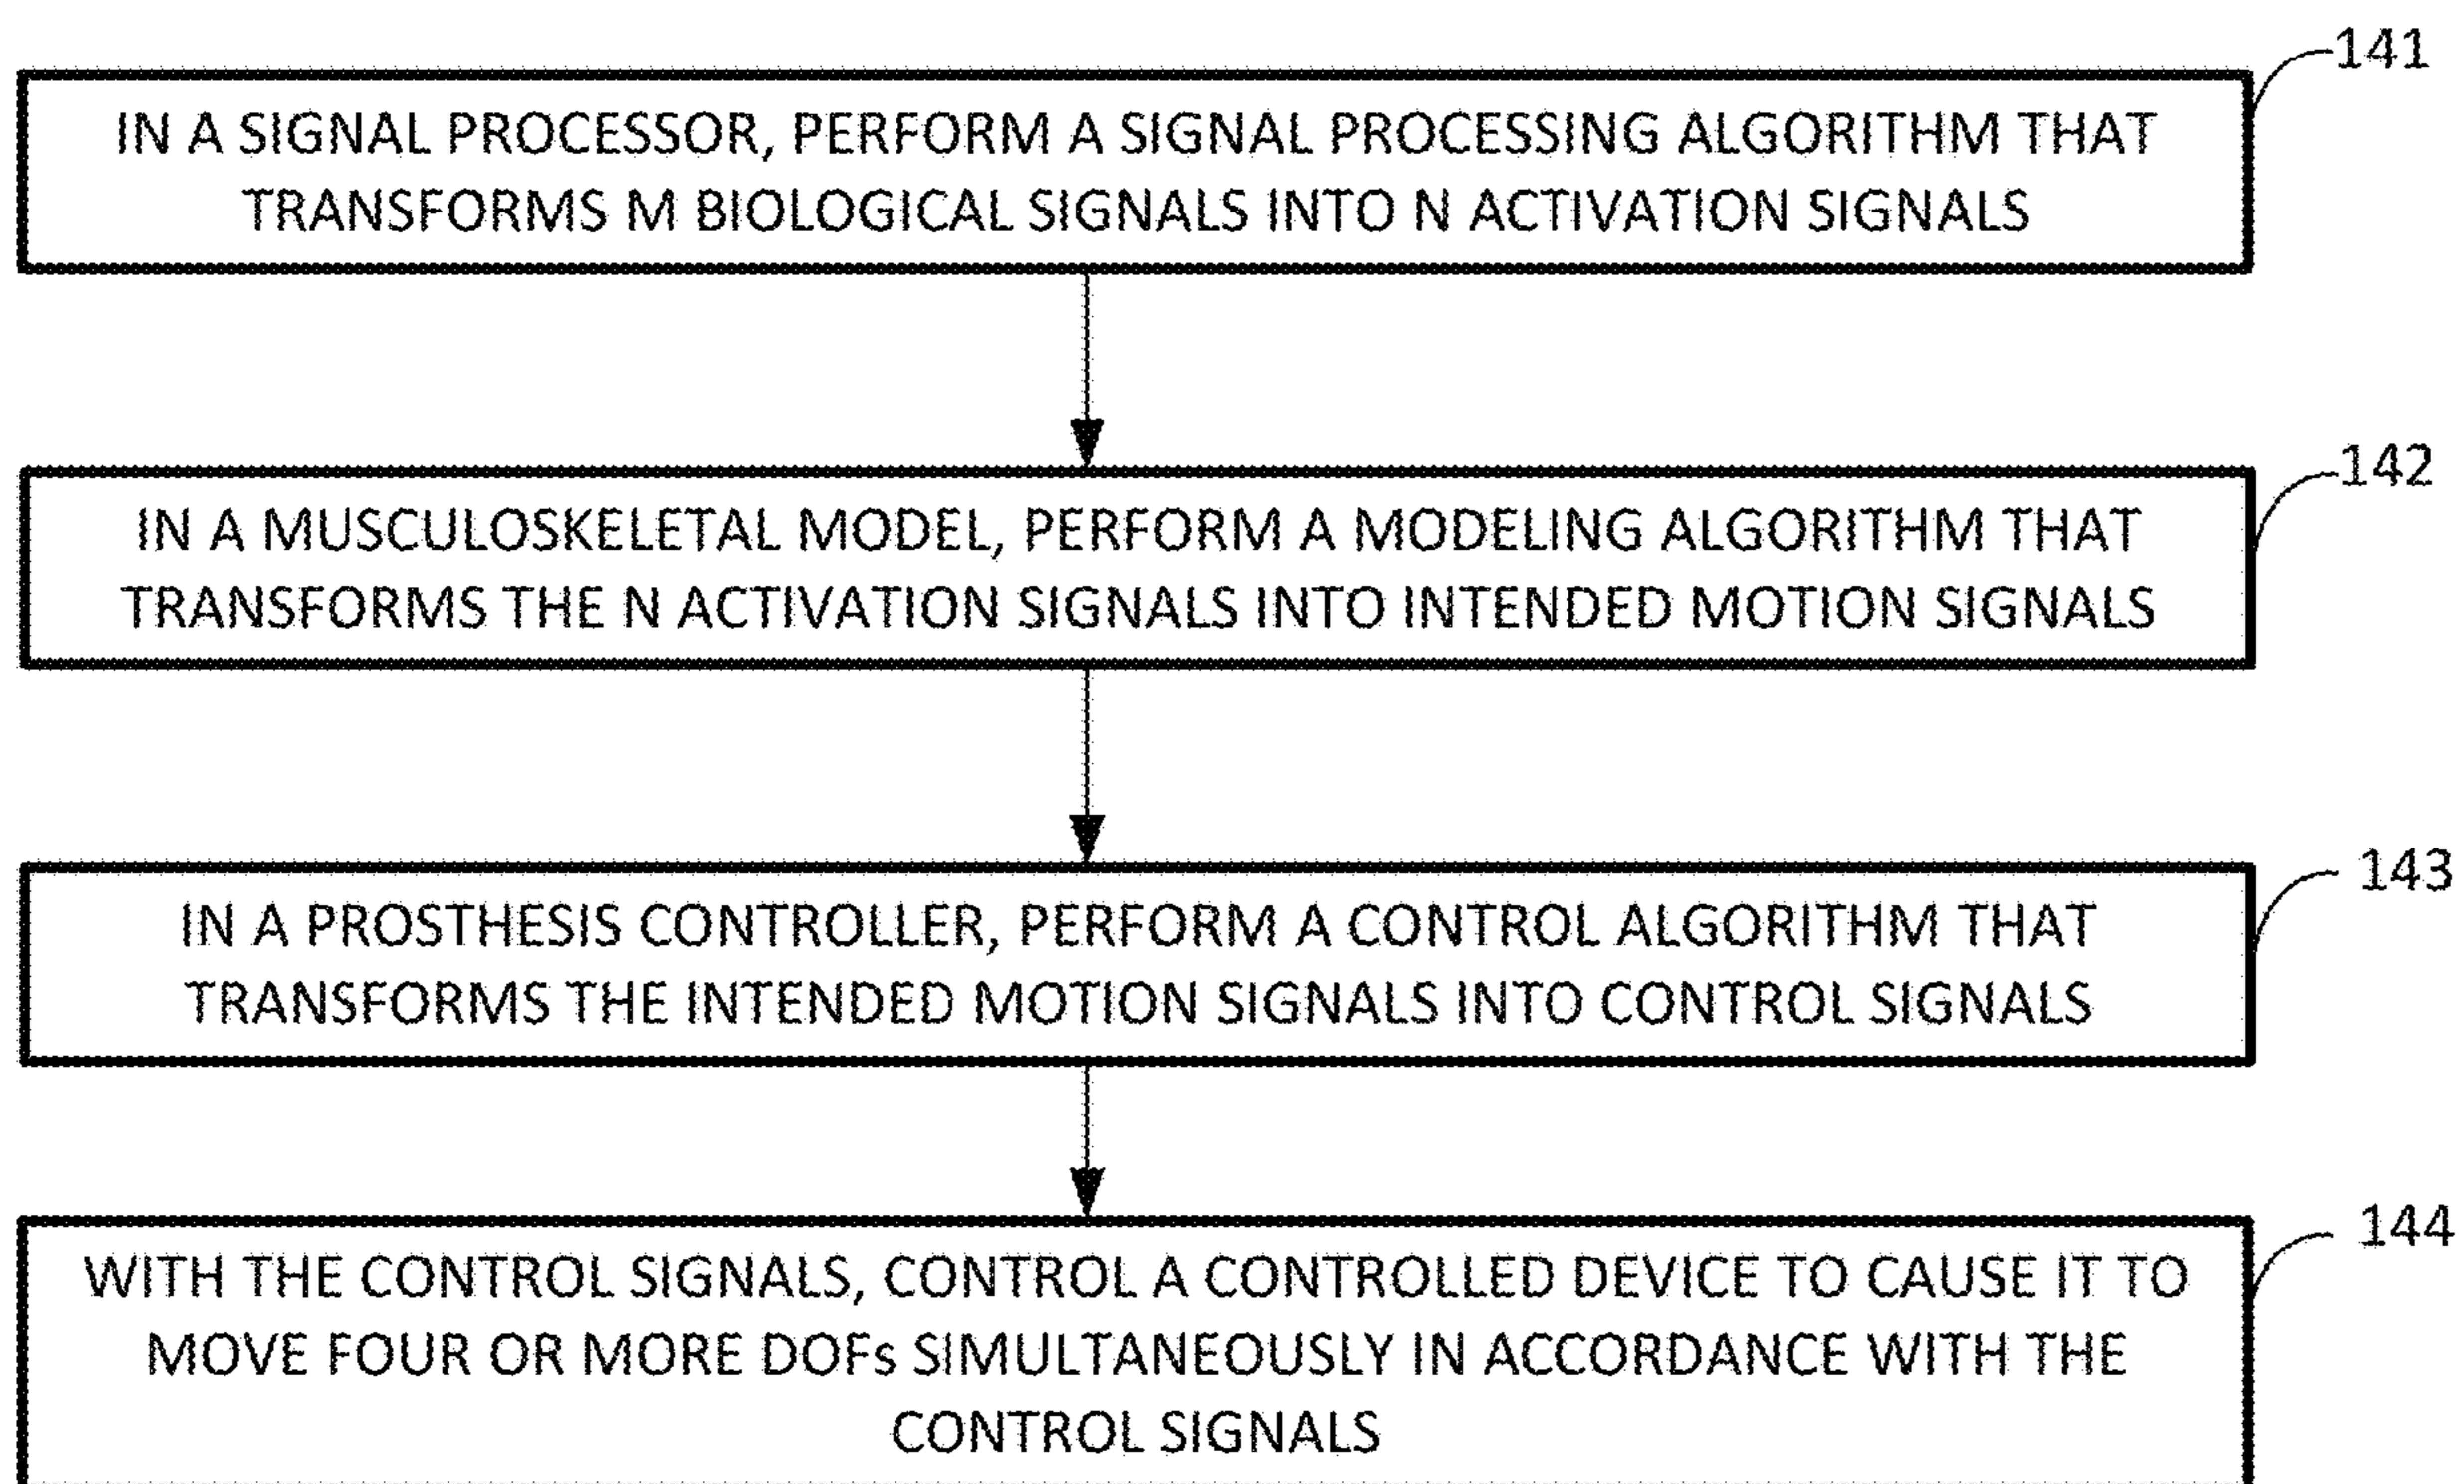 141
IN A SIGNAL PROCESSOR, PERFORM A SIGNAL PROCESSING ALGORITHM THAT
TRANSFORMS M BIOLOGICAL SIGNALS INTO N ACTIVATION SIGNALS
142
IN A MUSCULOSKELETAL MODEL, PERFORM A MODELING ALGORITHM THAT
TRANSFORMS THE N ACTIVATION SIGNALS INTO INTENDED MOTION SIGNALS
143
IN A PROSTHESIS CONTROLLER, PERFORM A CONTROL ALGORITHM THAT
TRANSFORMS THE INTENDED MOTION SIGNALS INTO CONTROL SIGNALS
144
WITH THE CONTROL SIGNALS, CONTROL A CONTROLLED DEVICE TO CAUSE IT TO
MOVE FOUR OR MORE DOFs SIMULTANEOUSLY IN ACCORDANCE WITH THE
CONTROL SIGNALS